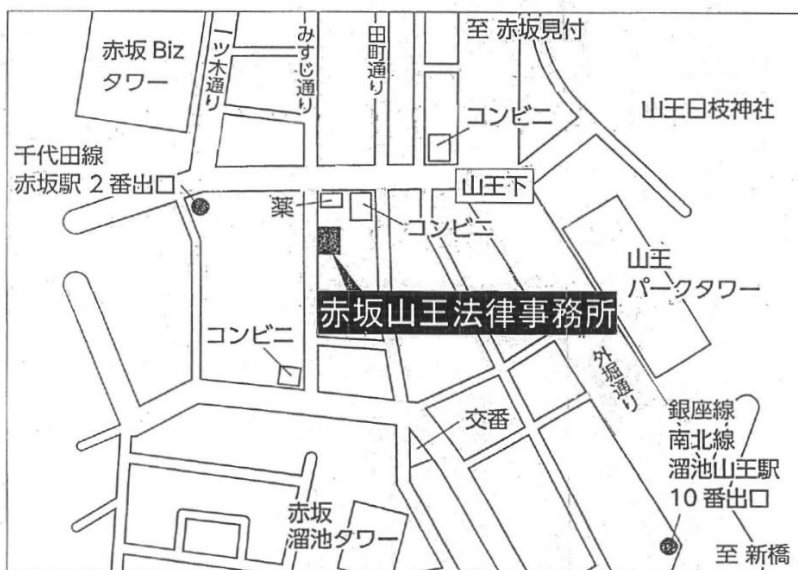 赤坂 Biz
タワー
一ツ木通り
みすじ通り
田町通り
至 赤坂見付
コンビニ
山王日枝神社
千代田線
赤坂駅 2 番出口
薬
コンビニ
山王下
山王
パークタワー
赤坂山王法律事務所
コンビニ
外堀通り
交番
銀座線
南北線
溜池山王駅
10 番出口
赤坂
溜池タワー
至 新橋